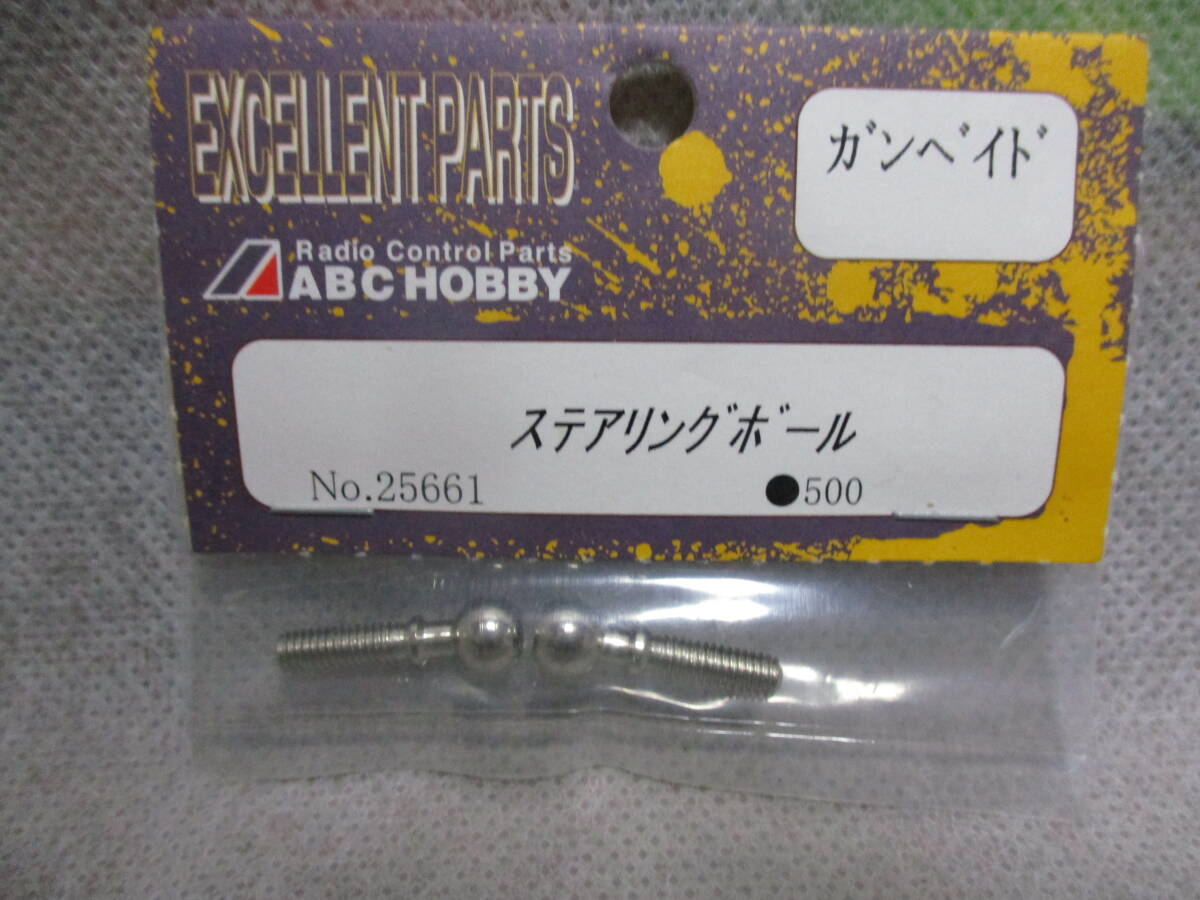 EXCELLENT PARTS
ガンベイド
Radio Control Parts
ABC HOBBY
ステアリングボール
No.25661 ●500